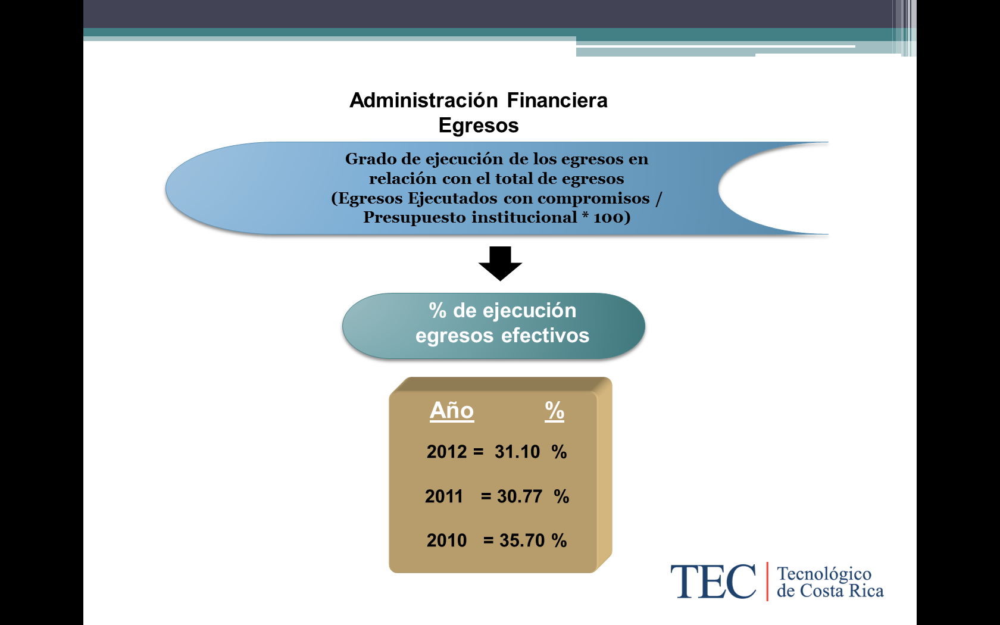 Administración Financiera
Egresos
Grado de ejecución de los egresos en
relación con el total de egresos
(Egresos Ejecutados con compromisos /
Presupuesto institucional * 100)
% de ejecución
egresos efectivos
Año %
2012 = 31.10 %
2011 = 30.77 %
2010 = 35.70 %
TEC
Tecnológico
de Costa Rica